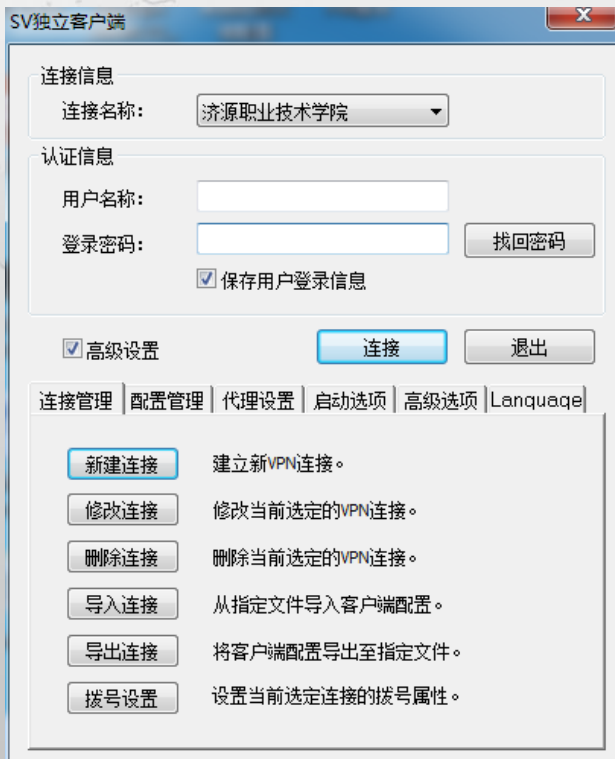 SV独立客户端
连接信息
连接名称：
济源职业技术学院
认证信息
用户名称：
登录密码：
找回密码
保存用户登录信息
高级设置
连接
退出
连接管理 配置管理 代理设置 启动选项 高级选项 Language
新建连接 建立新VPN连接。
修改连接 修改当前选定的VPN连接。
删除连接 删除当前选定的VPN连接。
导入连接 从指定文件导入客户端配置。
导出连接 将客户端配置导出至指定文件。
拨号设置 设置当前选定连接的拨号属性。